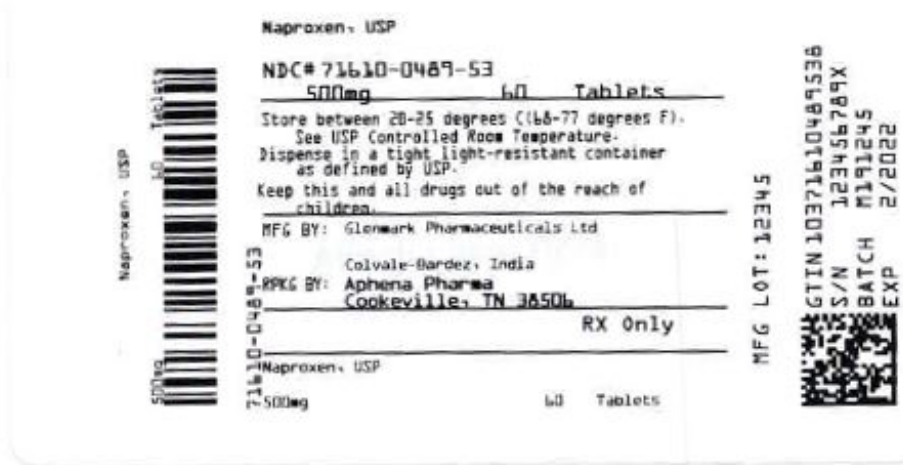 Naproxen, USP
NDC# 71610-0489-53
500mg 60 Tablets
Store between 20-25 degrees C(68-77 degrees F).
See USP Controlled Room Temperature.
Dispense in a tight light-resistant container
as defined by USP.
Keep this and all drugs out of the reach of
children.
MFG BY: Glenmark Pharmaceuticals Ltd
Colvale-Bardez, India
RPKG BY: Aphena Pharma
Cookeville, TN 38506
RX Only
Naproxen, USP
500mg 60 Tablets
Naproxen, USP
500mg 60 Tablets
71610-0489-53
MFG LOT: 12345
GTIN 10371610489538
S/N 123456789X
BATCH M191245
EXP 2/2022